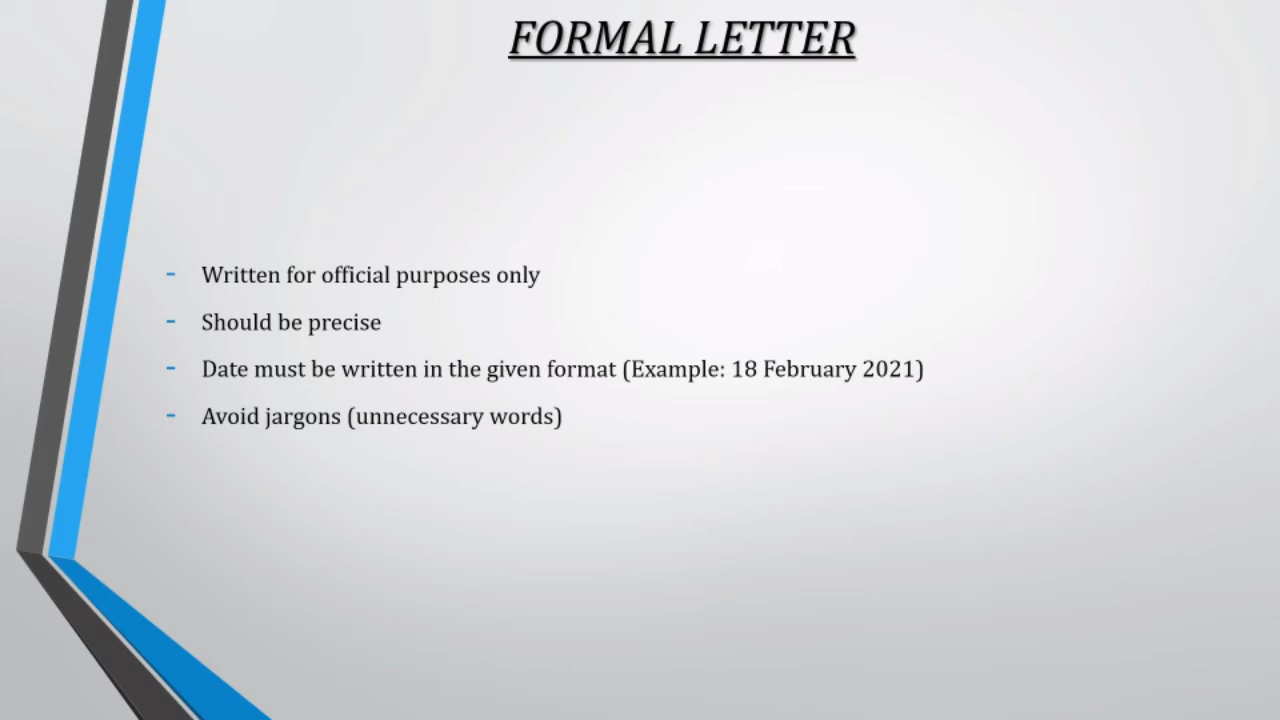 FORMAL LETTER
- Written for official purposes only
- Should be precise
- Date must be written in the given format (Example: 18 February 2021)
- Avoid jargons (unnecessary words)